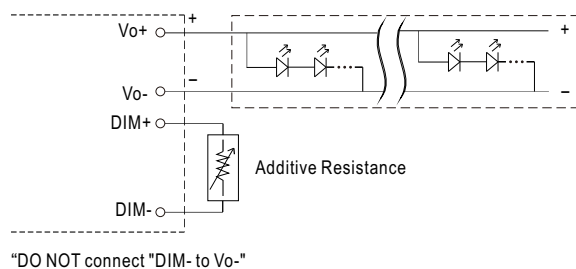 Vo+
+
+
–
Vo-
–
DIM+
Additive Resistance
DIM-
“DO NOT connect "DIM- to Vo-"